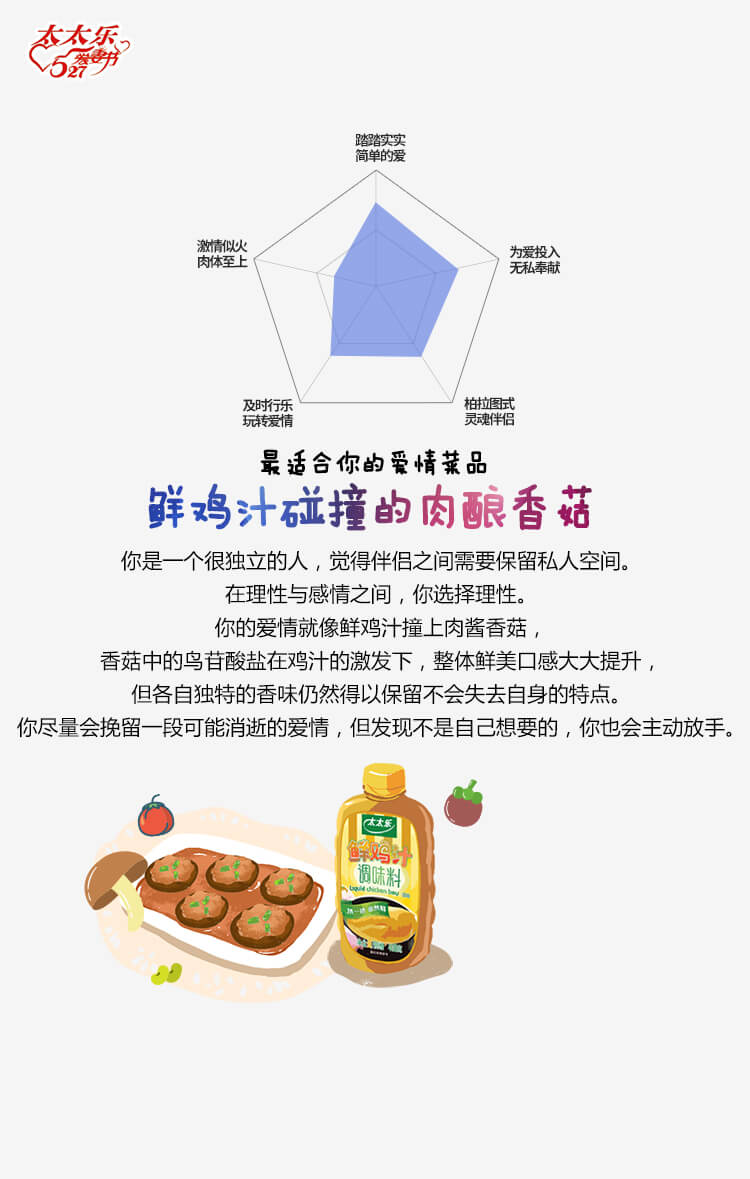 太太乐
527爱妻节
踏踏实实
简单的爱
激情似火
肉体至上
为爱投入
无私奉献
及时行乐
玩转爱情
柏拉图式
灵魂伴侣
最适合你的爱情菜品
鲜鸡汁碰撞的肉酿香菇
你是一个很独立的人，觉得伴侣之间需要保留私人空间。
在理性与感情之间，你选择理性。
你的爱情就像鲜鸡汁撞上肉酱香菇，
香菇中的鸟苷酸盐在鸡汁的激发下，整体鲜美口感大大提升，
但各自独特的香味仍然得以保留不会失去自身的特点。
你尽量会挽留一段可能消逝的爱情，但发现不是自己想要的，你也会主动放手。
太太乐
鲜鸡汁
调味料